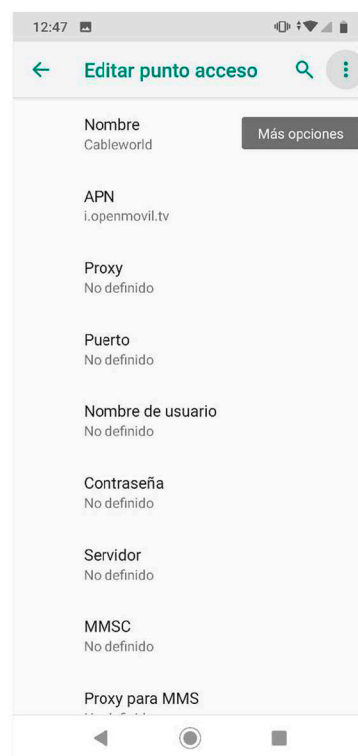 12:47
Editar punto acceso
Nombre
Cableworld
Más opciones
APN
i.openmovil.tv
Proxy
No definido
Puerto
No definido
Nombre de usuario
No definido
Contraseña
No definido
Servidor
No definido
MMSC
No definido
Proxy para MMS